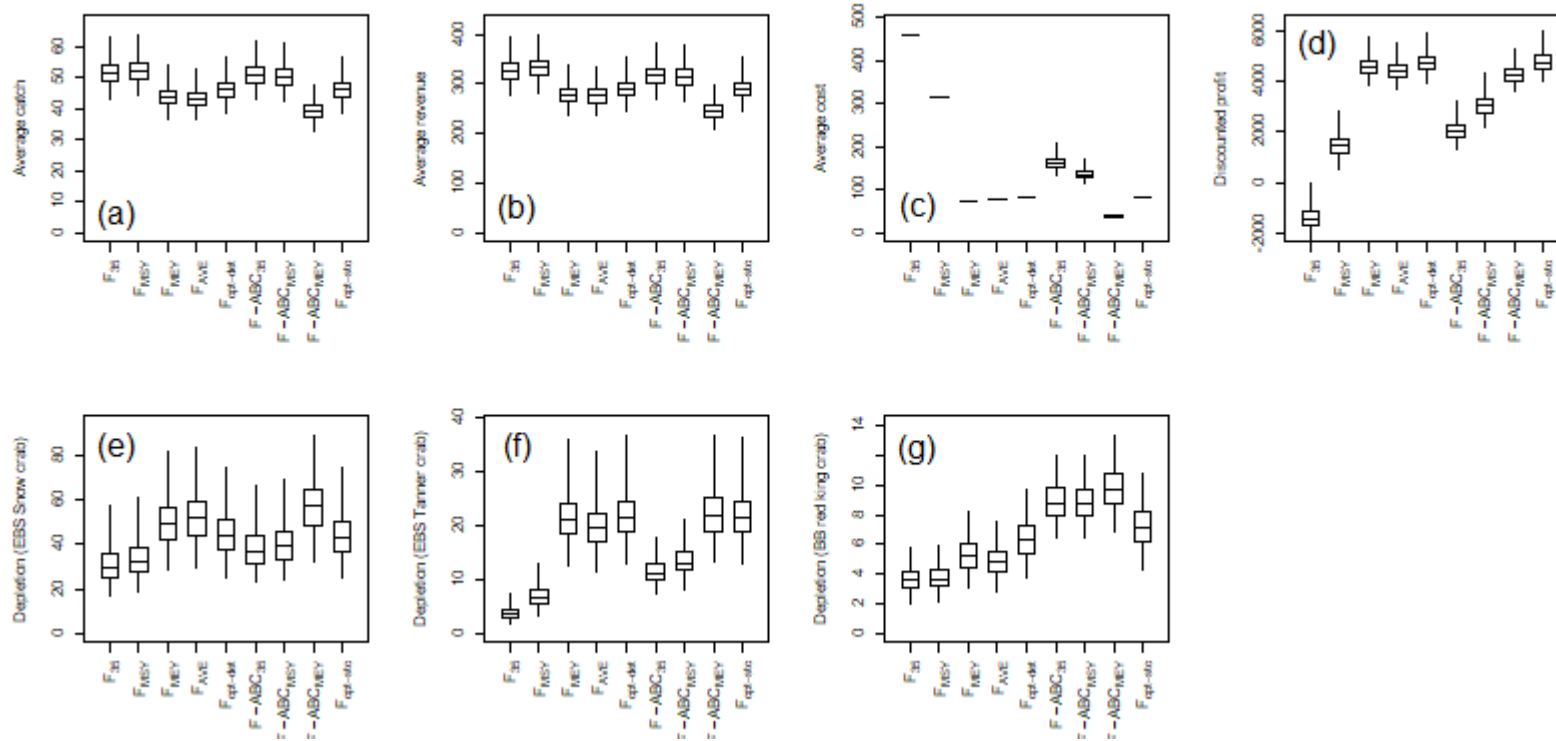 Average catch
0 10 20 30 40 50 60
(a)
F35 FMSY FMEY FAVE Fopt-det F-ABC35 F-ABCMSY F-ABCMEY Fopt-sto
Average revenue
0 100 200 300 400
(b)
F35 FMSY FMEY FAVE Fopt-det F-ABC35 F-ABCMSY F-ABCMEY Fopt-sto
Average cost
0 100 200 300 400 500
(c)
F35 FMSY FMEY FAVE Fopt-det F-ABC35 F-ABCMSY F-ABCMEY Fopt-sto
Discounted profit
-2000 0 2000 4000 6000
(d)
F35 FMSY FMEY FAVE Fopt-det F-ABC35 F-ABCMSY F-ABCMEY Fopt-sto
Depletion (EBS Snow crab)
0 20 40 60 80
(e)
F35 FMSY FMEY FAVE Fopt-det F-ABC35 F-ABCMSY F-ABCMEY Fopt-sto
Depletion (EBS Tanner crab)
0 10 20 30 40
(f)
F35 FMSY FMEY FAVE Fopt-det F-ABC35 F-ABCMSY F-ABCMEY Fopt-sto
Depletion (BB red king crab)
0 2 4 6 8 10 12 14
(g)
F35 FMSY FMEY FAVE Fopt-det F-ABC35 F-ABCMSY F-ABCMEY Fopt-sto